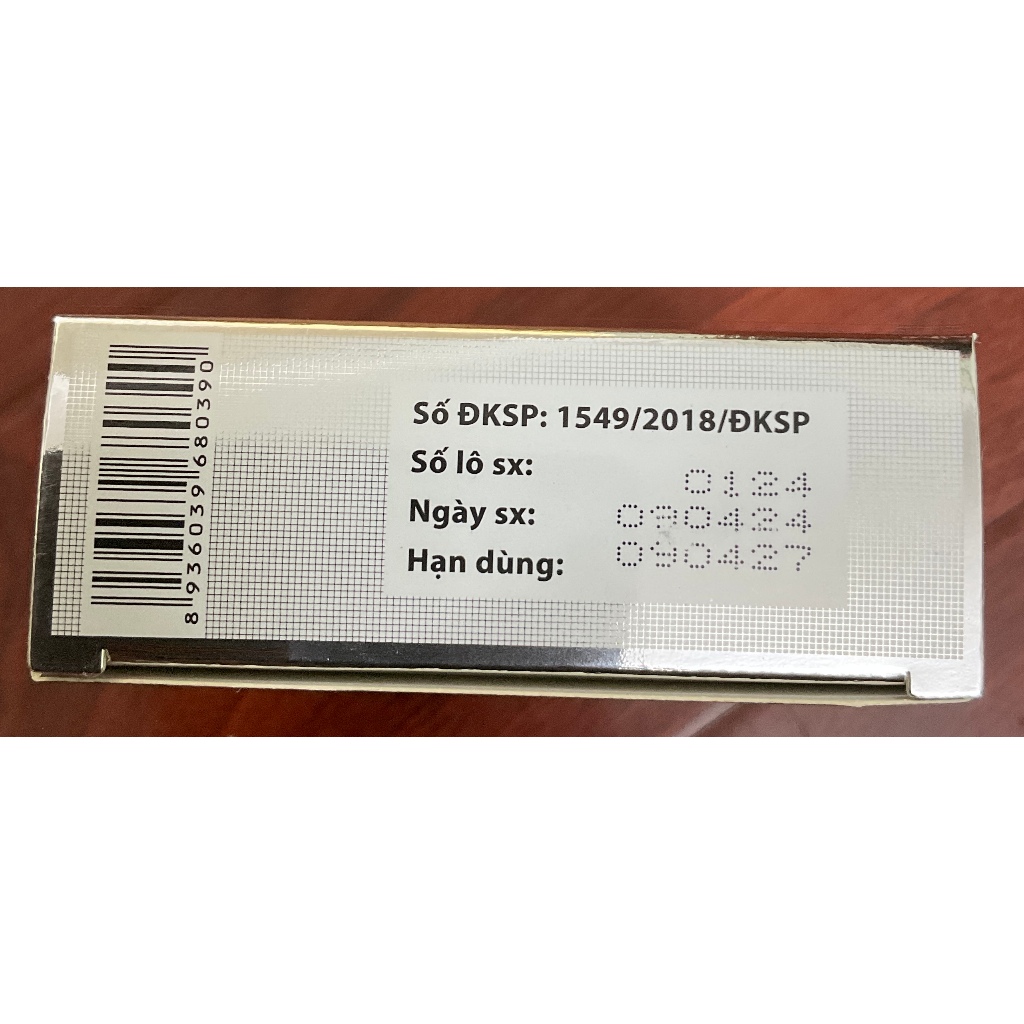 Số ĐKSP: 1549/2018/ĐKSP
Số lô sx: 0124
Ngày sx: 090424
Hạn dùng: 090427
8936039680390